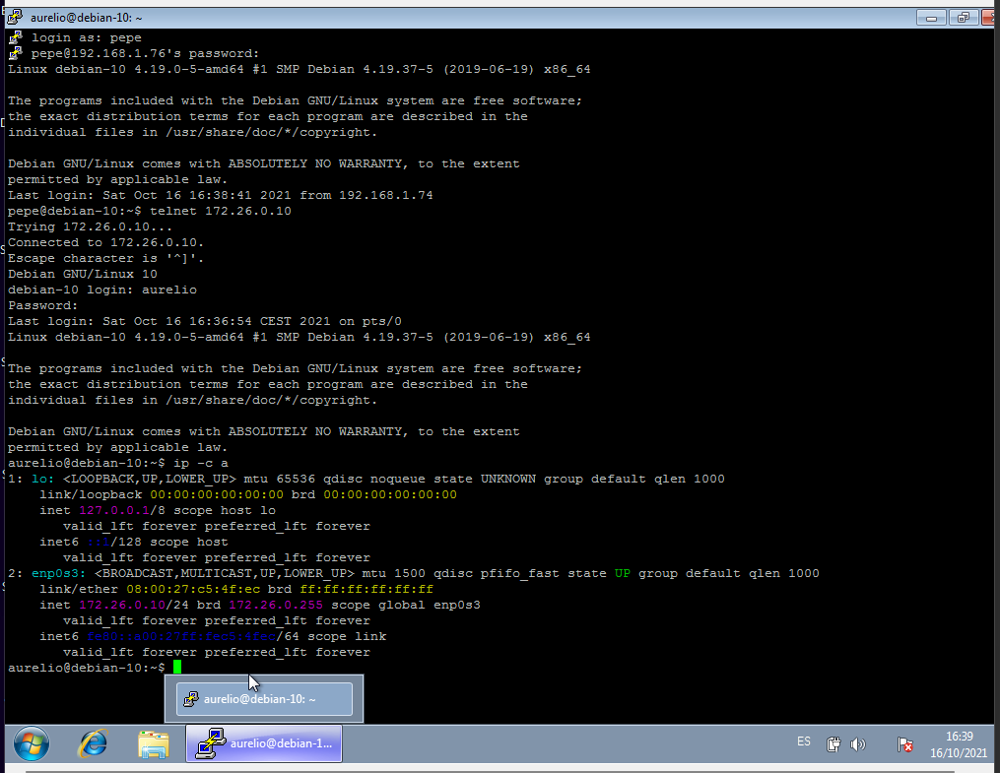 aurelio@debian-10: ~
login as: pepe
pepe@192.168.1.76's password:
Linux debian-10 4.19.0-5-amd64 #1 SMP Debian 4.19.37-5 (2019-06-19) x86_64
The programs included with the Debian GNU/Linux system are free software;
the exact distribution terms for each program are described in the
individual files in /usr/share/doc/*/copyright.
Debian GNU/Linux comes with ABSOLUTELY NO WARRANTY, to the extent
permitted by applicable law.
Last login: Sat Oct 16 16:38:41 2021 from 192.168.1.74
pepe@debian-10:~$ telnet 172.26.0.10
Trying 172.26.0.10...
Connected to 172.26.0.10.
Escape character is '^]'.
Debian GNU/Linux 10
debian-10 login: aurelio
Password:
Last login: Sat Oct 16 16:36:54 CEST 2021 on pts/0
Linux debian-10 4.19.0-5-amd64 #1 SMP Debian 4.19.37-5 (2019-06-19) x86_64
The programs included with the Debian GNU/Linux system are free software;
the exact distribution terms for each program are described in the
individual files in /usr/share/doc/*/copyright.
Debian GNU/Linux comes with ABSOLUTELY NO WARRANTY, to the extent
permitted by applicable law.
aurelio@debian-10:~$ ip -c a
1: lo: <LOOPBACK,UP,LOWER_UP> mtu 65536 qdisc noqueue state UNKNOWN group default qlen 1000
link/loopback 00:00:00:00:00:00 brd 00:00:00:00:00:00
inet 127.0.0.1/8 scope host lo
valid_lft forever preferred_lft forever
inet6 ::1/128 scope host
valid_lft forever preferred_lft forever
2: enp0s3: <BROADCAST,MULTICAST,UP,LOWER_UP> mtu 1500 qdisc pfifo_fast state UP group default qlen 1000
link/ether 08:00:27:c5:4f:ec brd ff:ff:ff:ff:ff:ff
inet 172.26.0.10/24 brd 172.26.0.255 scope global enp0s3
valid_lft forever preferred_lft forever
inet6 fe80::a00:27ff:fec5:4fec/64 scope link
valid_lft forever preferred_lft forever
aurelio@debian-10:~$
aurelio@debian-10: ~
aurelio@debian-1...
ES
16:39
16/10/2021